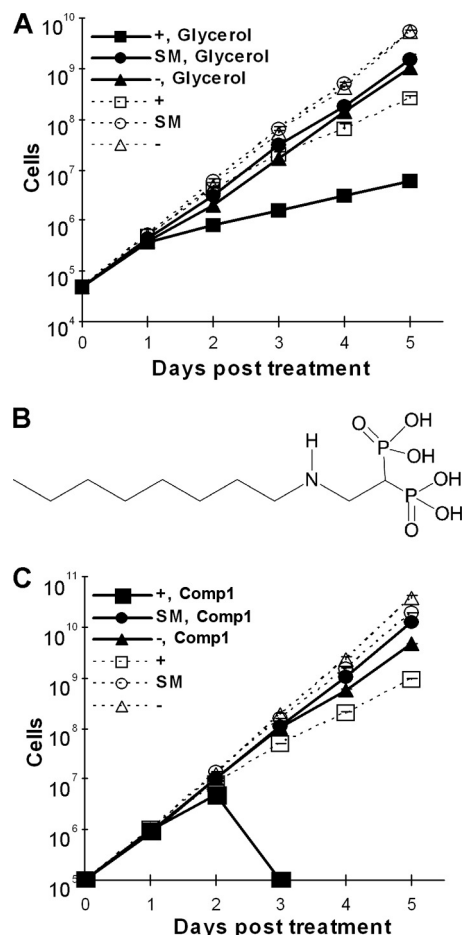 A
10^10
+, Glycerol
SM, Glycerol
10^9
-, Glycerol
+
10^8
SM
-
10^7
Cells
10^6
10^5
10^4
0 1 2 3 4 5
Days post treatment
B
H
N
O
OH
P
OH
P
OH
OH
O
C
10^11
+, Comp1
SM, Comp1
10^10
-, Comp1
+
10^9
SM
-
10^8
Cells
10^7
10^6
0 1 2 3 4 5
Days post treatment